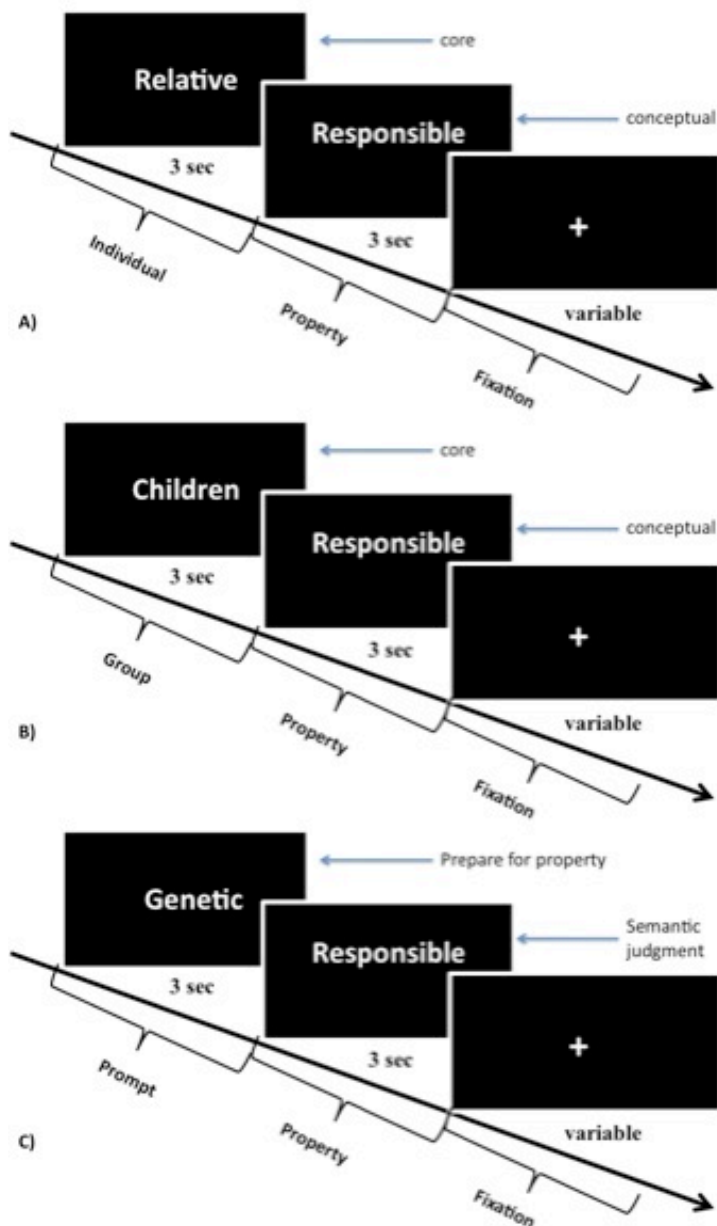 Relative
core
Responsible
conceptual
3 sec
3 sec
+
Individual
Property
variable
Fixation
A)
Children
core
Responsible
conceptual
3 sec
3 sec
+
Group
Property
variable
Fixation
B)
Genetic
Prepare for property
Responsible
Semantic
judgment
3 sec
3 sec
+
Prompt
Property
variable
Fixation
C)